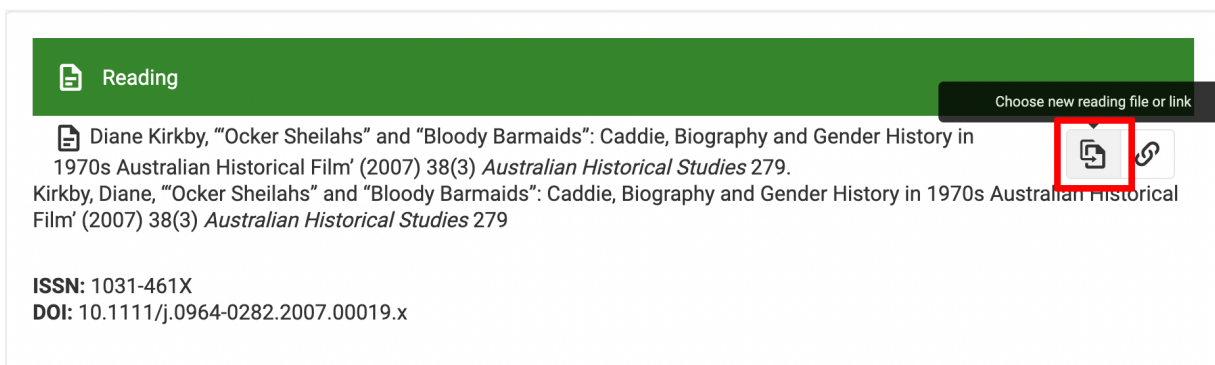 Reading
Choose new reading file or link
Diane Kirkby, ‘“Ocker Sheilahs” and “Bloody Barmaids”: Caddie, Biography and Gender History in
1970s Australian Historical Film’ (2007) 38(3) Australian Historical Studies 279.
Kirkby, Diane, ‘“Ocker Sheilahs” and “Bloody Barmaids”: Caddie, Biography and Gender History in 1970s Australian Historical
Film’ (2007) 38(3) Australian Historical Studies 279
ISSN: 1031-461X
DOI: 10.1111/j.0964-0282.2007.00019.x